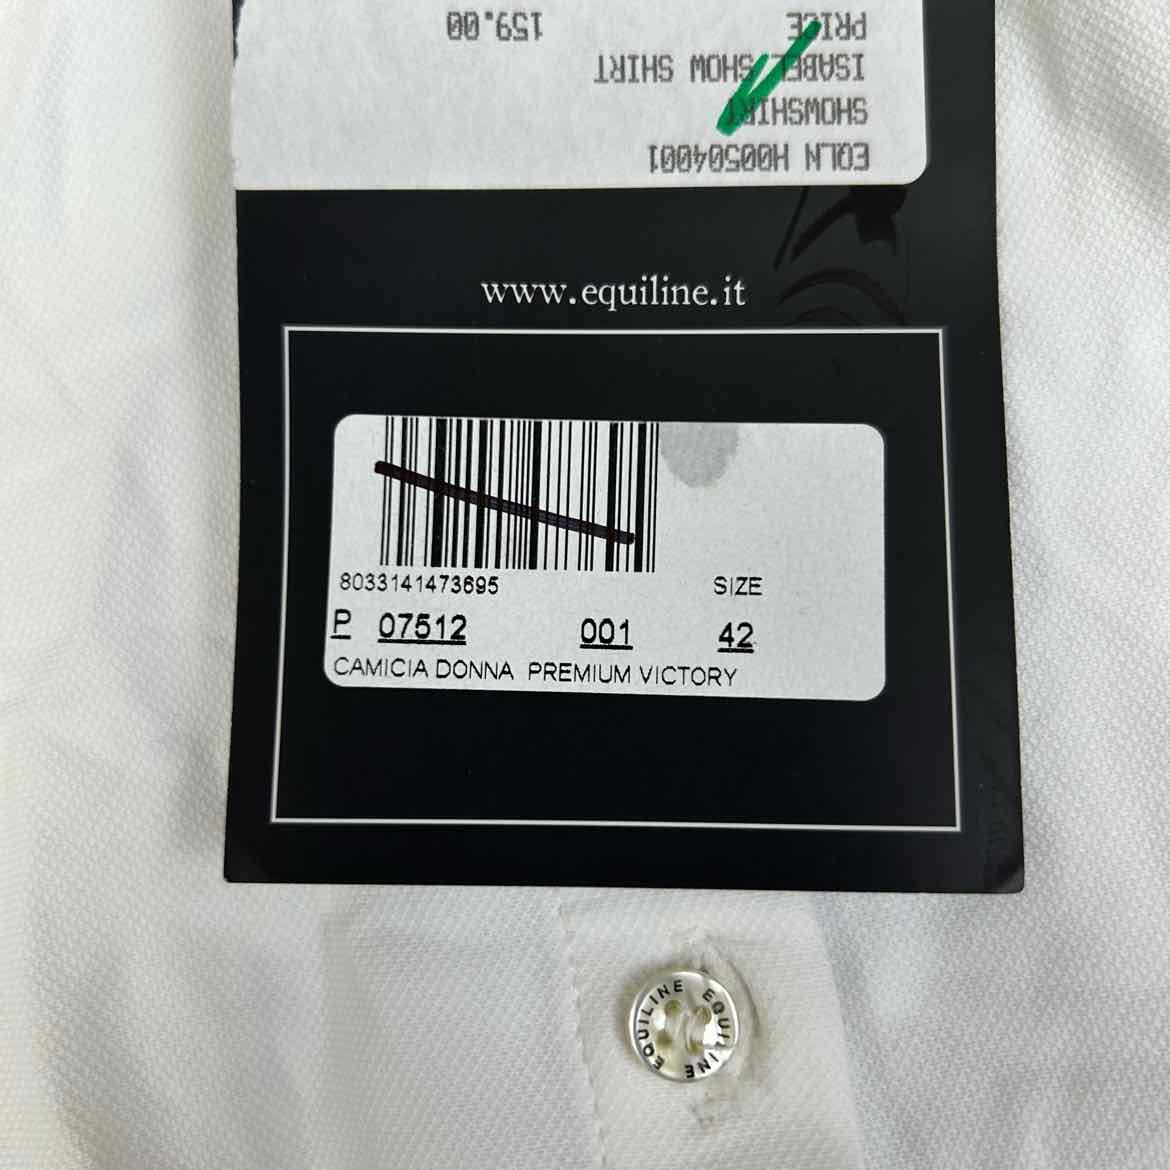 EQLN H00504001
SHOWSHIRT
ISABEL SHOW SHIRT
PRICE 159.00
www.equiline.it
8033141473695 SIZE
P 07512 001 42
CAMICIA DONNA PREMIUM VICTORY
EQUILINE EQUILINE